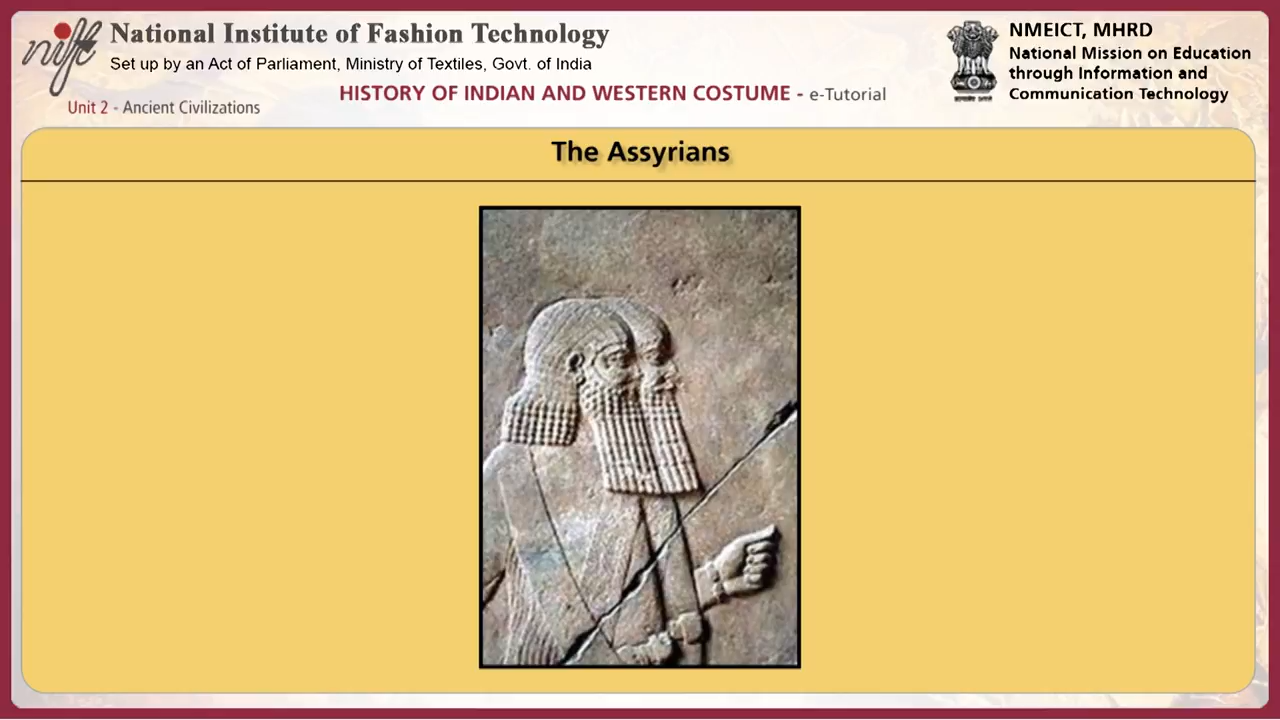 nift
National Institute of Fashion Technology
Set up by an Act of Parliament, Ministry of Textiles, Govt. of India
HISTORY OF INDIAN AND WESTERN COSTUME - e-Tutorial
Unit 2 - Ancient Civilizations
NMEICT, MHRD
National Mission on Education
through Information and
Communication Technology
The Assyrians